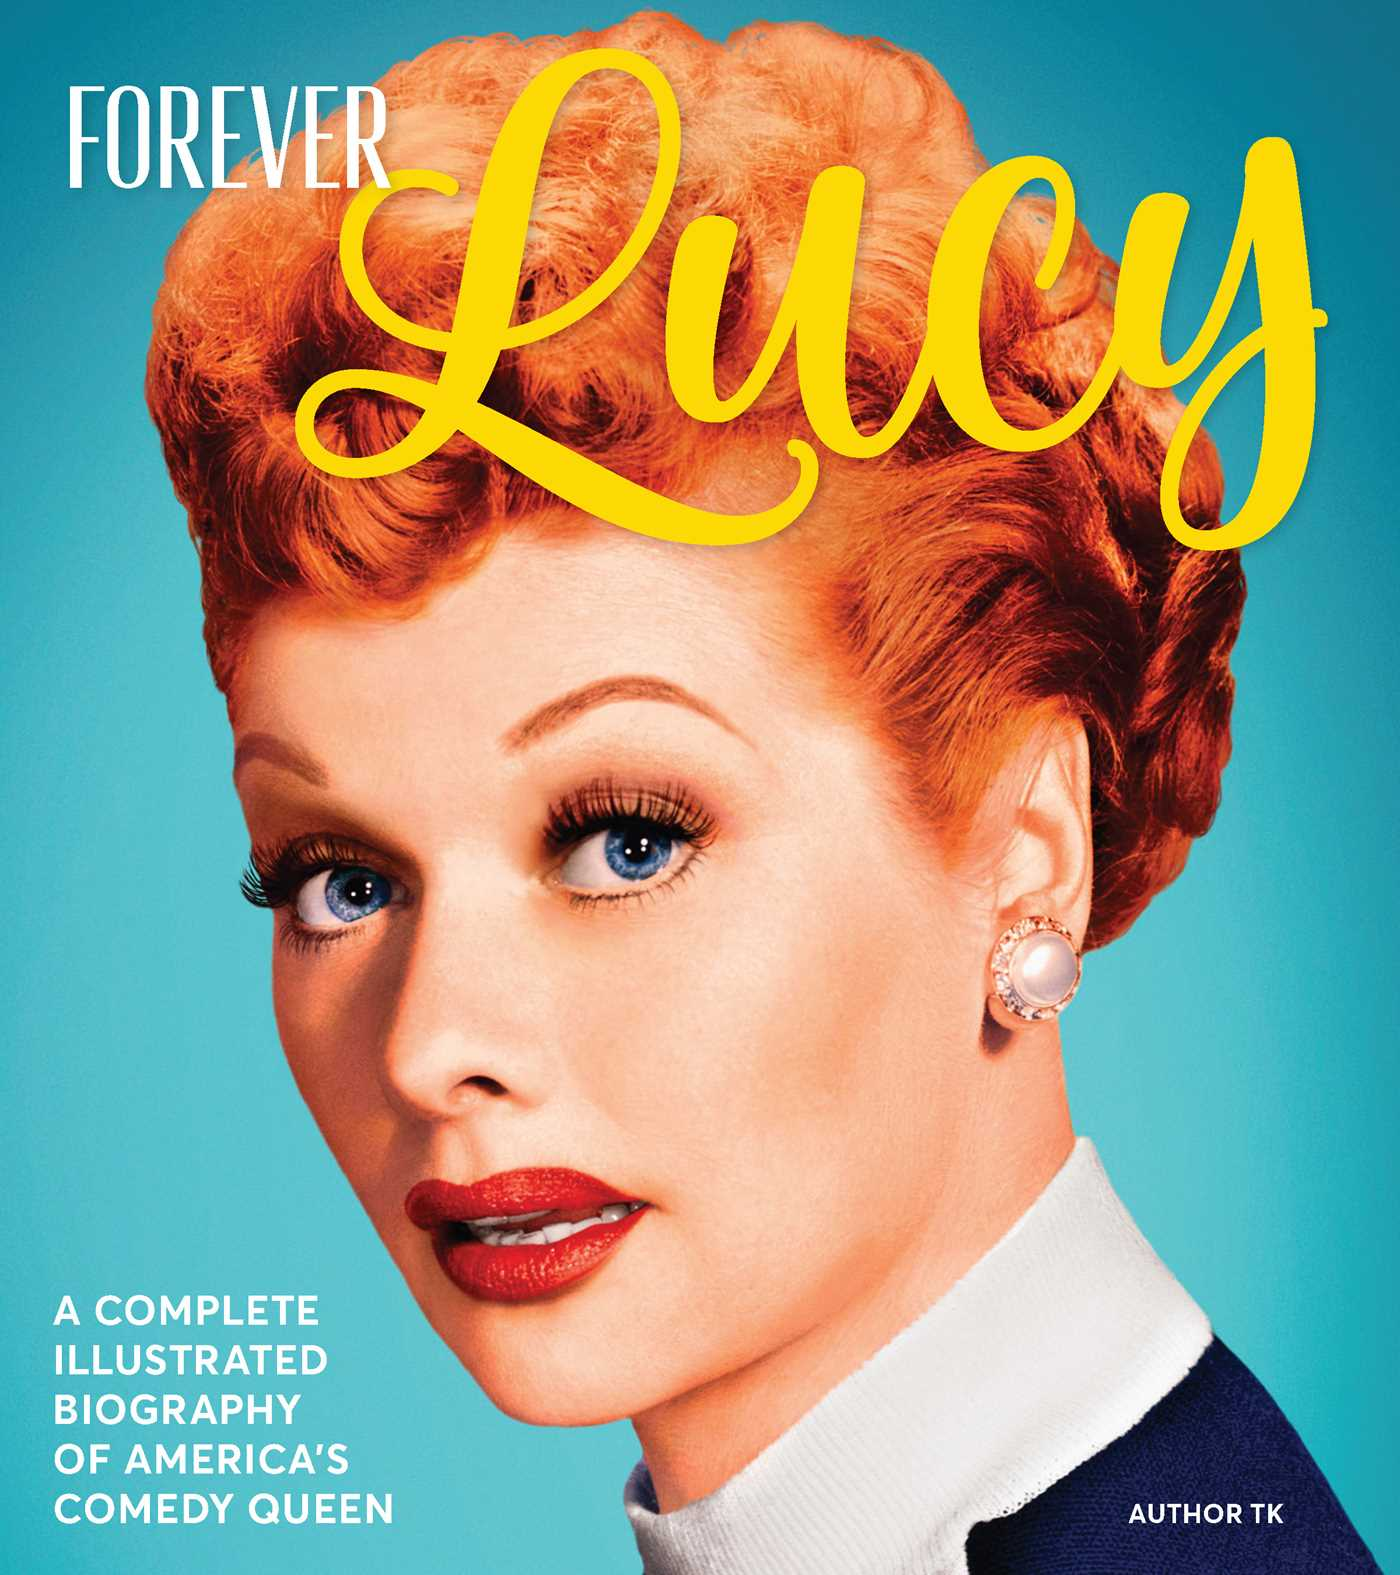 FOREVER
Lucy
A COMPLETE
ILLUSTRATED
BIOGRAPHY
OF AMERICA'S
COMEDY QUEEN
AUTHOR TK